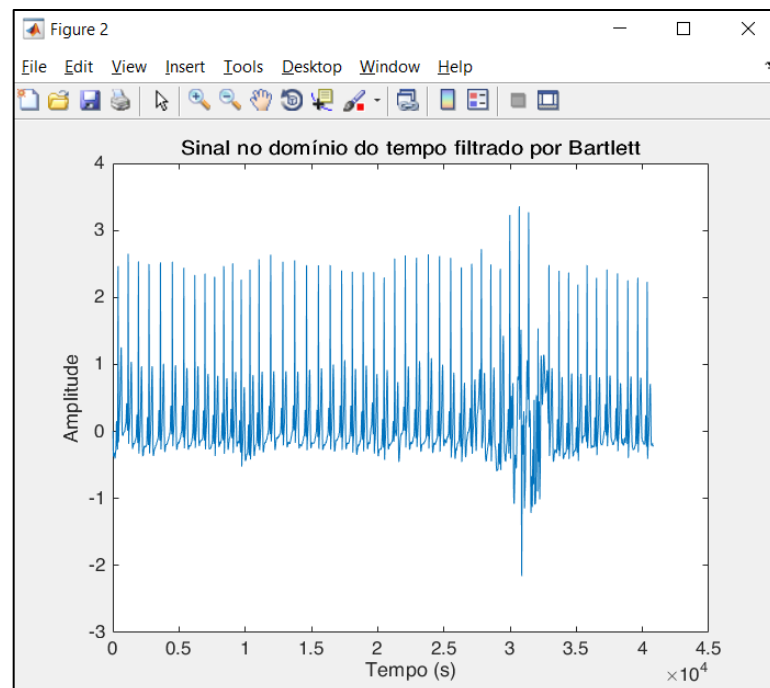 Figure 2
File Edit View Insert Tools Desktop Window Help
Sinal no domínio do tempo filtrado por Bartlett
4
3
2
1
0
-1
-2
-3
Amplitude
0 0.5 1 1.5 2 2.5 3 3.5 4 4.5
Tempo (s)
×10^4